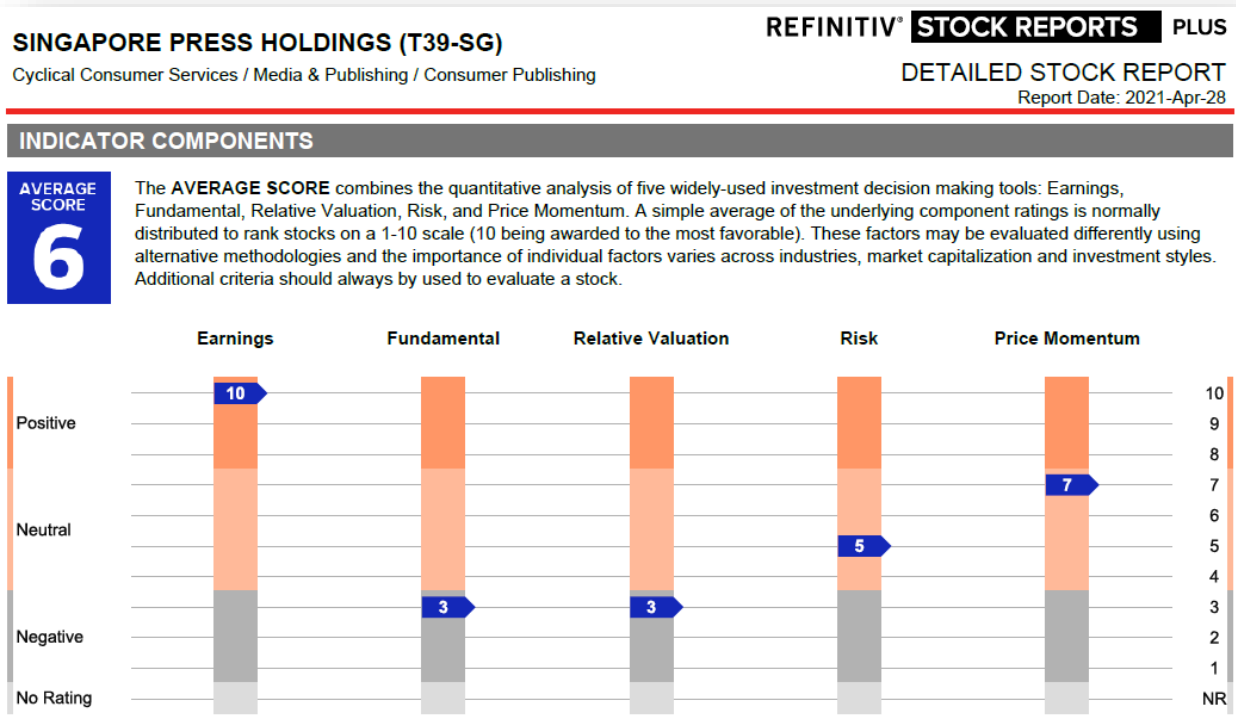 SINGAPORE PRESS HOLDINGS (T39-SG)
Cyclical Consumer Services / Media & Publishing / Consumer Publishing
REFINITIV® STOCK REPORTS PLUS
DETAILED STOCK REPORT
Report Date: 2021-Apr-28
INDICATOR COMPONENTS
AVERAGE
SCORE
6
The AVERAGE SCORE combines the quantitative analysis of five widely-used investment decision making tools: Earnings,
Fundamental, Relative Valuation, Risk, and Price Momentum. A simple average of the underlying component ratings is normally
distributed to rank stocks on a 1-10 scale (10 being awarded to the most favorable). These factors may be evaluated differently using
alternative methodologies and the importance of individual factors varies across industries, market capitalization and investment styles.
Additional criteria should always by used to evaluate a stock.
Earnings Fundamental Relative Valuation Risk Price Momentum
10 10
Positive 9
8
7 7
Neutral 6
5 5
4
3 3 3
Negative 2
1
No Rating NR